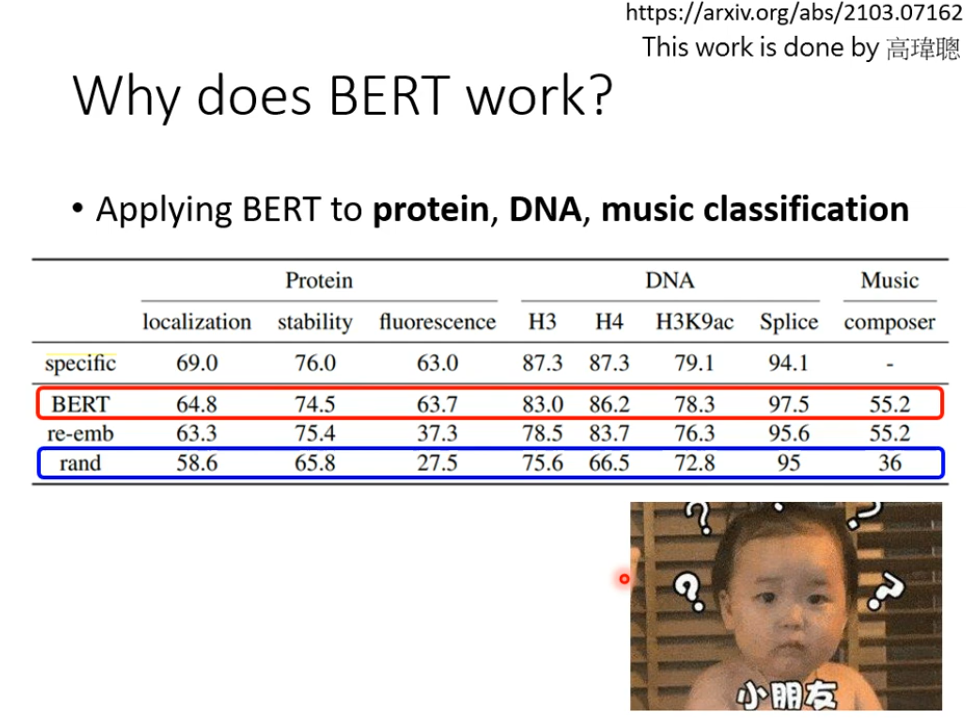 https://arxiv.org/abs/2103.07162
This work is done by 高瑋聰
Why does BERT work?
• Applying BERT to protein, DNA, music classification
Protein DNA Music
localization stability fluorescence H3 H4 H3K9ac Splice composer
specific 69.0 76.0 63.0 87.3 87.3 79.1 94.1 -
BERT 64.8 74.5 63.7 83.0 86.2 78.3 97.5 55.2
re-emb 63.3 75.4 37.3 78.5 83.7 76.3 95.6 55.2
rand 58.6 65.8 27.5 75.6 66.5 72.8 95 36
? ? ? ?
小朋友